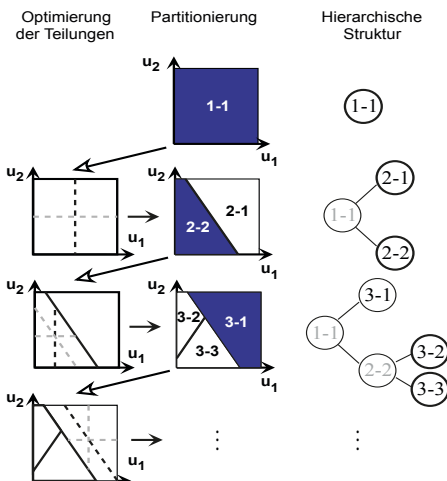 Optimierung
der Teilungen
Partitionierung
Hierarchische
Struktur
u2
1-1
u1
1-1
u2
u1
u2
2-1
2-2
u1
2-1
1-1
2-2
u2
u1
u2
3-2
3-1
3-3
u1
3-1
1-1
2-2
3-2
3-3
u2
u1
⋮
⋮